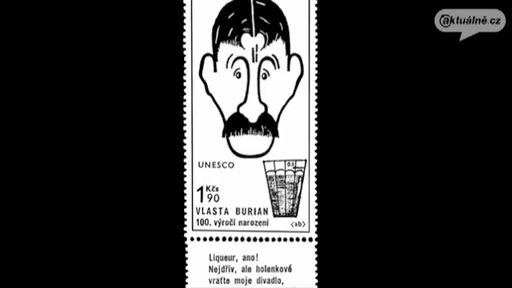 @ktuálně.cz
UNESCO
1 Kčs
90
VLASTA BURIAN
100. výročí narození
‹ab›
Liqueur, ano!
Nejdřív, ale holenkové
vraťte moje divadlo,